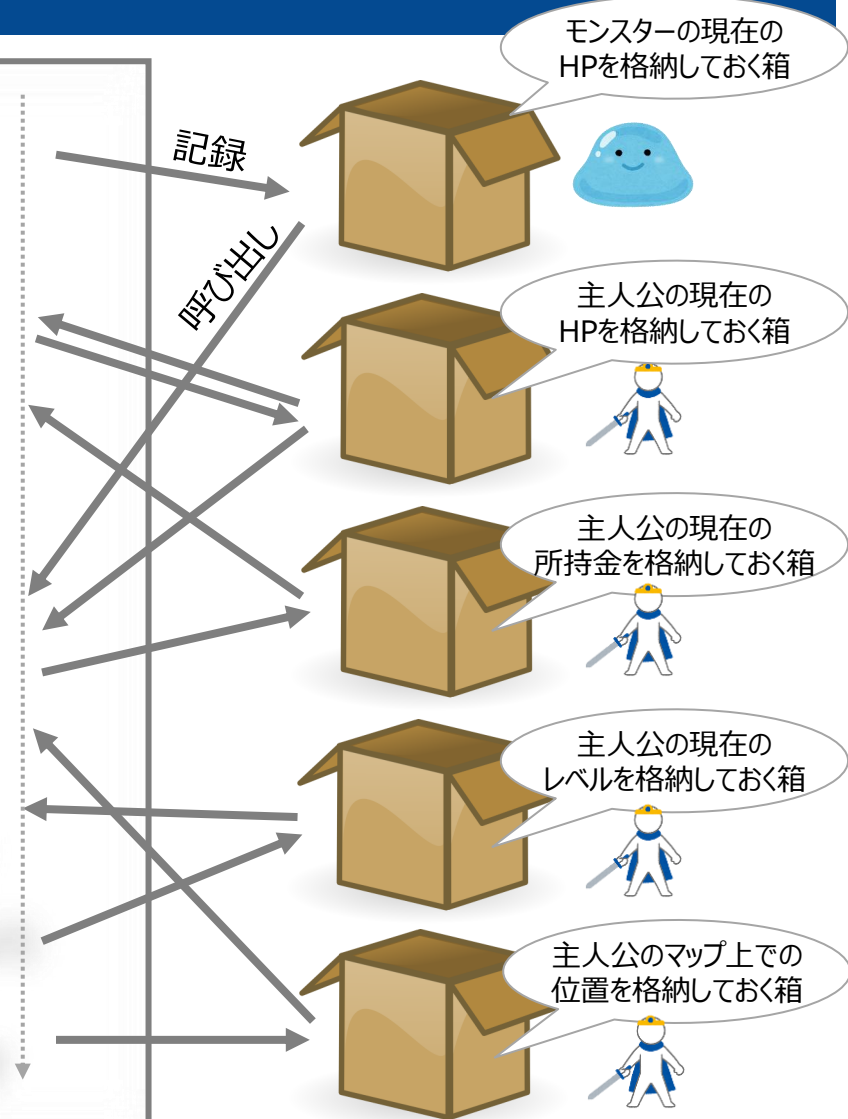 モンスターの現在の
HPを格納しておく箱
記録
呼び出し
主人公の現在の
HPを格納しておく箱
主人公の現在の
所持金を格納しておく箱
主人公の現在の
レベルを格納しておく箱
主人公のマップ上での
位置を格納しておく箱